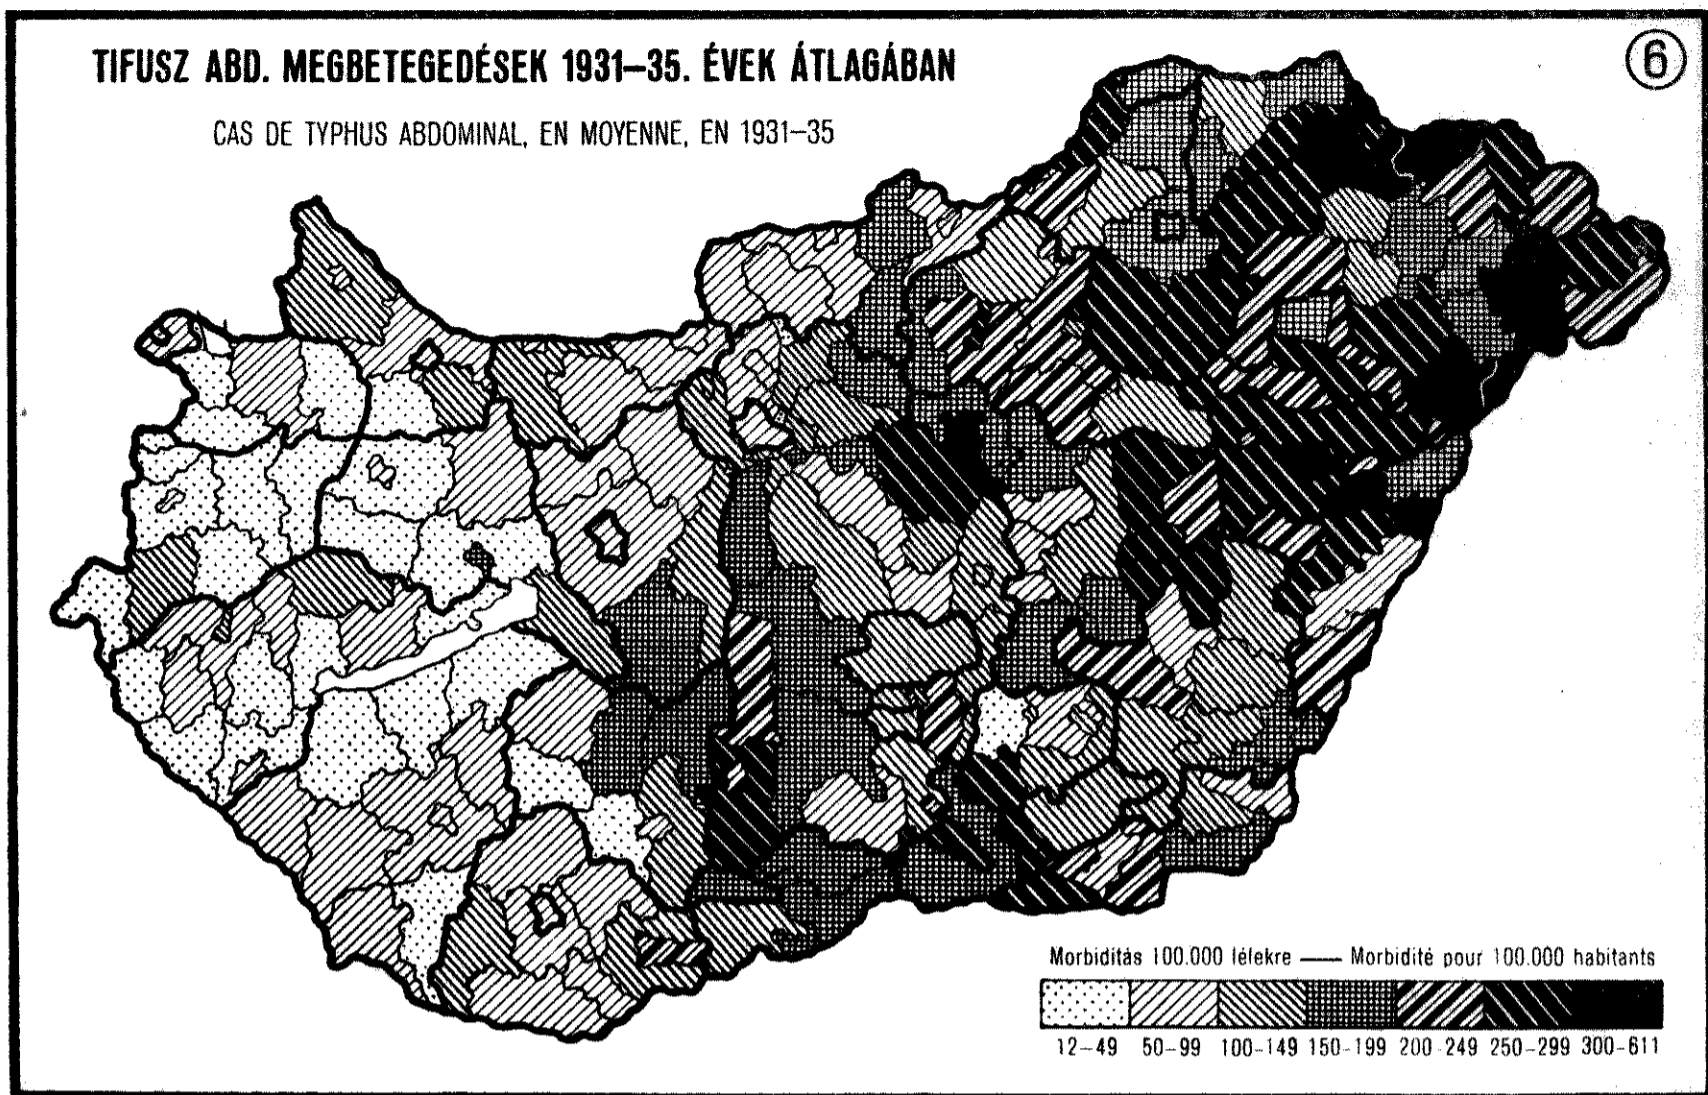 TIFUSZ ABD. MEGBETEGEDÉSEK 1931–35. ÉVEK ÁTLAGÁBAN
6
CAS DE TYPHUS ABDOMINAL, EN MOYENNE, EN 1931–35
Morbiditás 100.000 lélekre — Morbidité pour 100.000 habitants
12–49 50–99 100–149 150–199 200–249 250–299 300–611